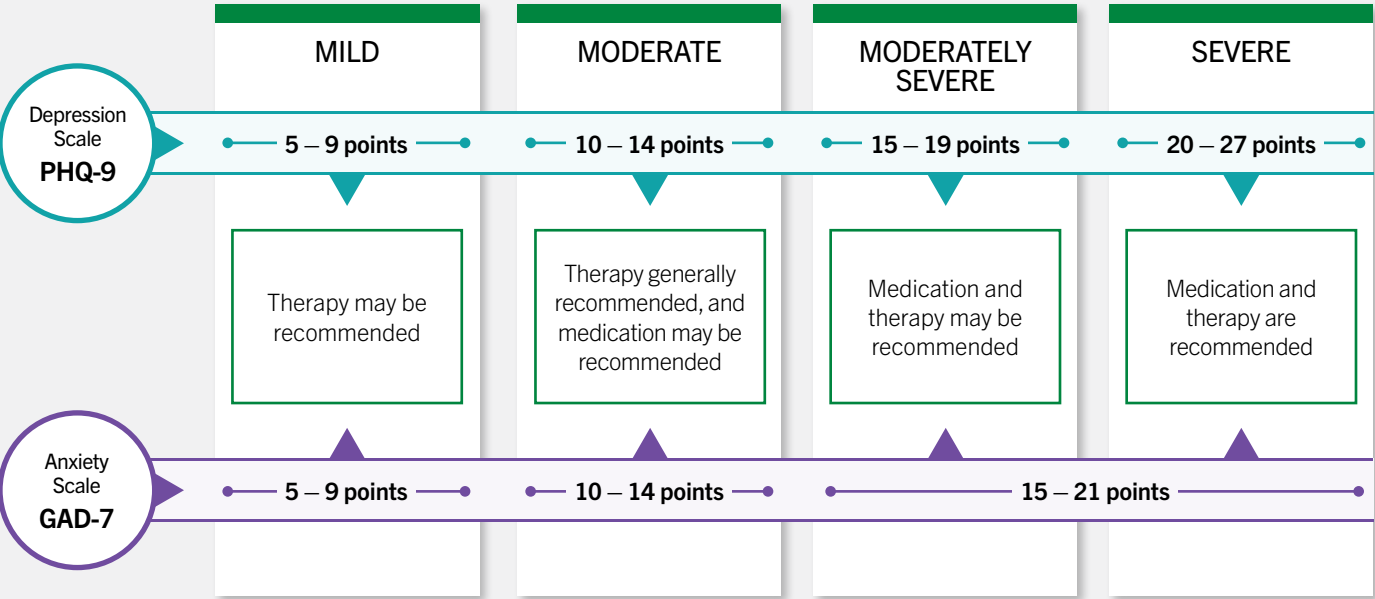 MILD
MODERATE
MODERATELY
SEVERE
SEVERE
Depression
Scale
PHQ-9
5 – 9 points
10 – 14 points
15 – 19 points
20 – 27 points
Therapy may be
recommended
Therapy generally
recommended, and
medication may be
recommended
Medication and
therapy may be
recommended
Medication and
therapy are
recommended
Anxiety
Scale
GAD-7
5 – 9 points
10 – 14 points
15 – 21 points